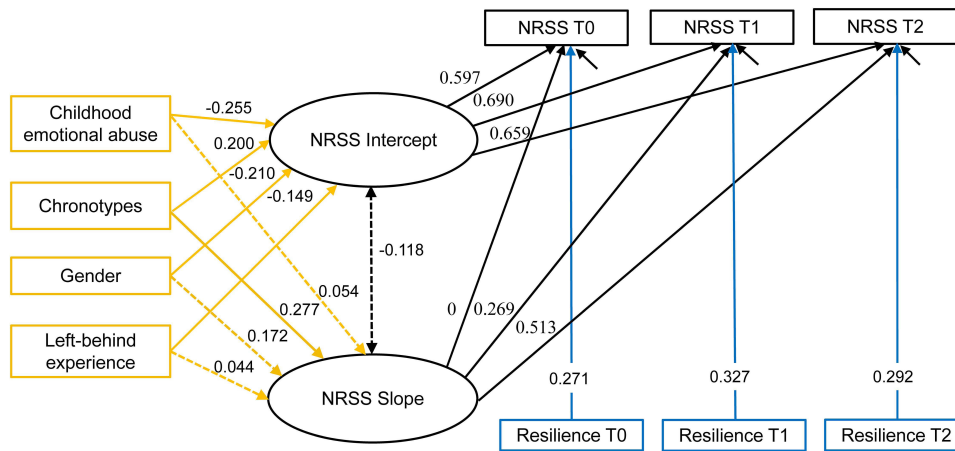 NRSS T0
NRSS T1
NRSS T2
0.597
0.690
0.659
Childhood
emotional abuse
-0.255
NRSS Intercept
0.200
-0.210
-0.149
Chronotypes
-0.118
Gender
0.054
0.277
0
0.269
0.513
0.172
Left-behind
experience
0.044
NRSS Slope
0.271
0.327
0.292
Resilience T0
Resilience T1
Resilience T2